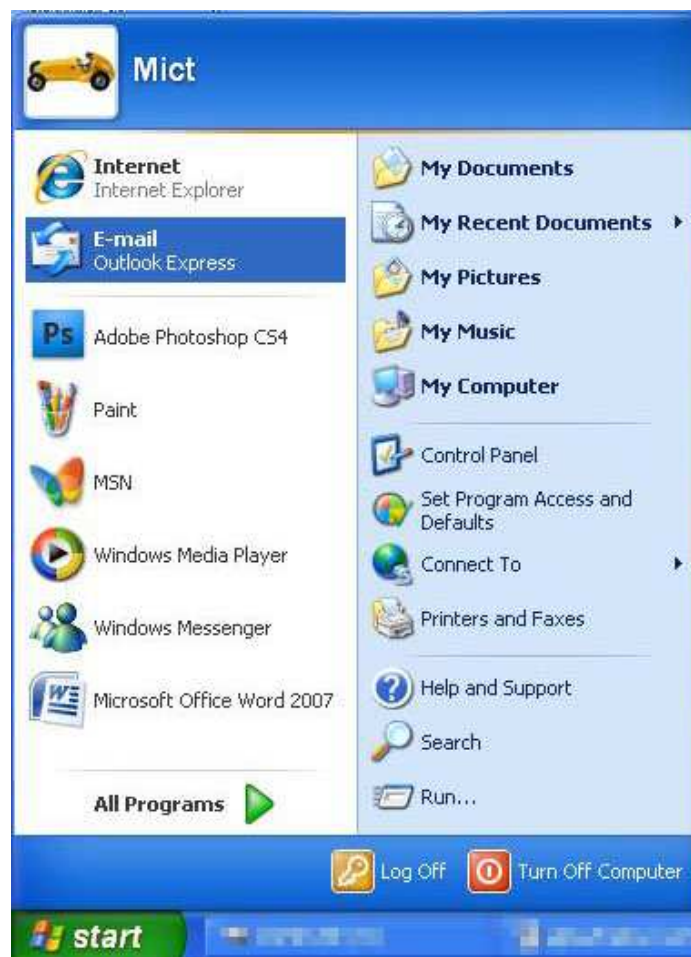 Mict
Internet
Internet Explorer
E-mail
Outlook Express
Ps
Adobe Photoshop CS4
Paint
MSN
Windows Media Player
Windows Messenger
W
Microsoft Office Word 2007
All Programs
My Documents
My Recent Documents
My Pictures
My Music
My Computer
Control Panel
Set Program Access and
Defaults
Connect To
Printers and Faxes
Help and Support
Search
Run...
Log Off
Turn Off Computer
start